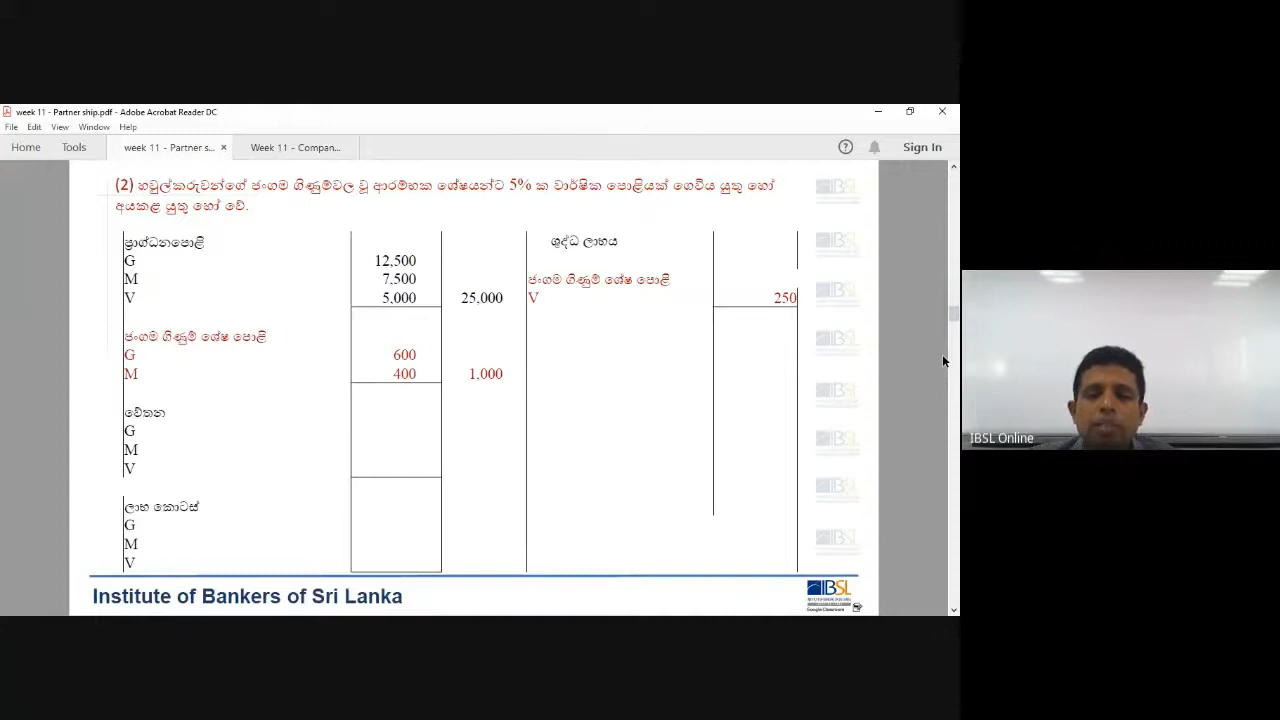 week 11 - Partner ship.pdf - Adobe Acrobat Reader DC
File Edit View Window Help
Home Tools week 11 - Partner s... × Week 11 - Compan... Sign In
(2) හවුල්කරුවන්ගේ ජංගම ගිණුම්වල වූ ආරම්භක ශේෂයන්ට 5% ක වාර්ෂික පොළියක් ගෙවිය යුතු හෝ
අයකළ යුතු හෝ වේ.
ප්‍රාග්ධනපොළි ශුද්ධ ලාභය
G 12,500
M 7,500 ජංගම ගිණුම් ශේෂ පොළි
V 5,000 25,000 V 250
ජංගම ගිණුම් ශේෂ පොළි
G 600
M 400 1,000
වේතන
G
M
V
ලාභ කොටස්
G
M
V
Institute of Bankers of Sri Lanka
IBSL
Google Classroom
IBSL Online